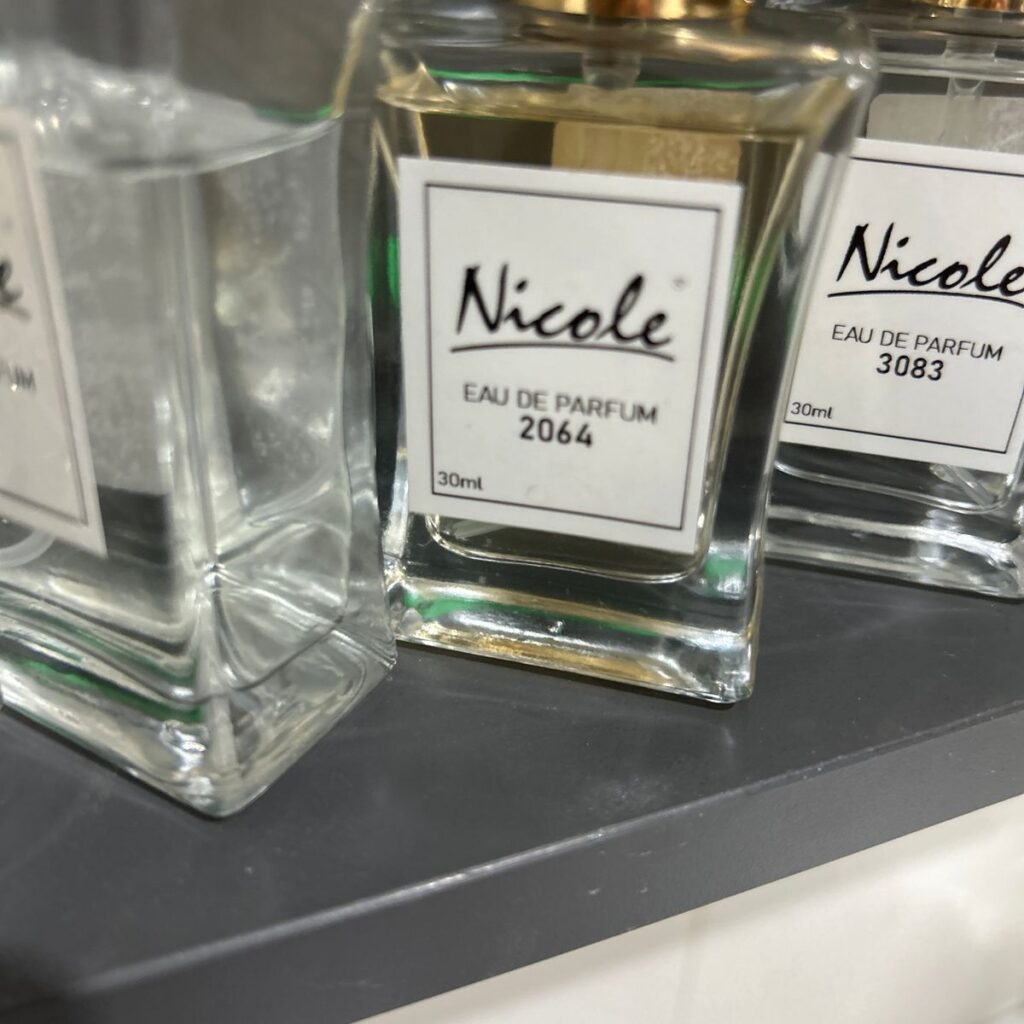 Nicole
EAU DE PARFUM
2064
30ml
Nicole
EAU DE PARFUM
3083
30ml